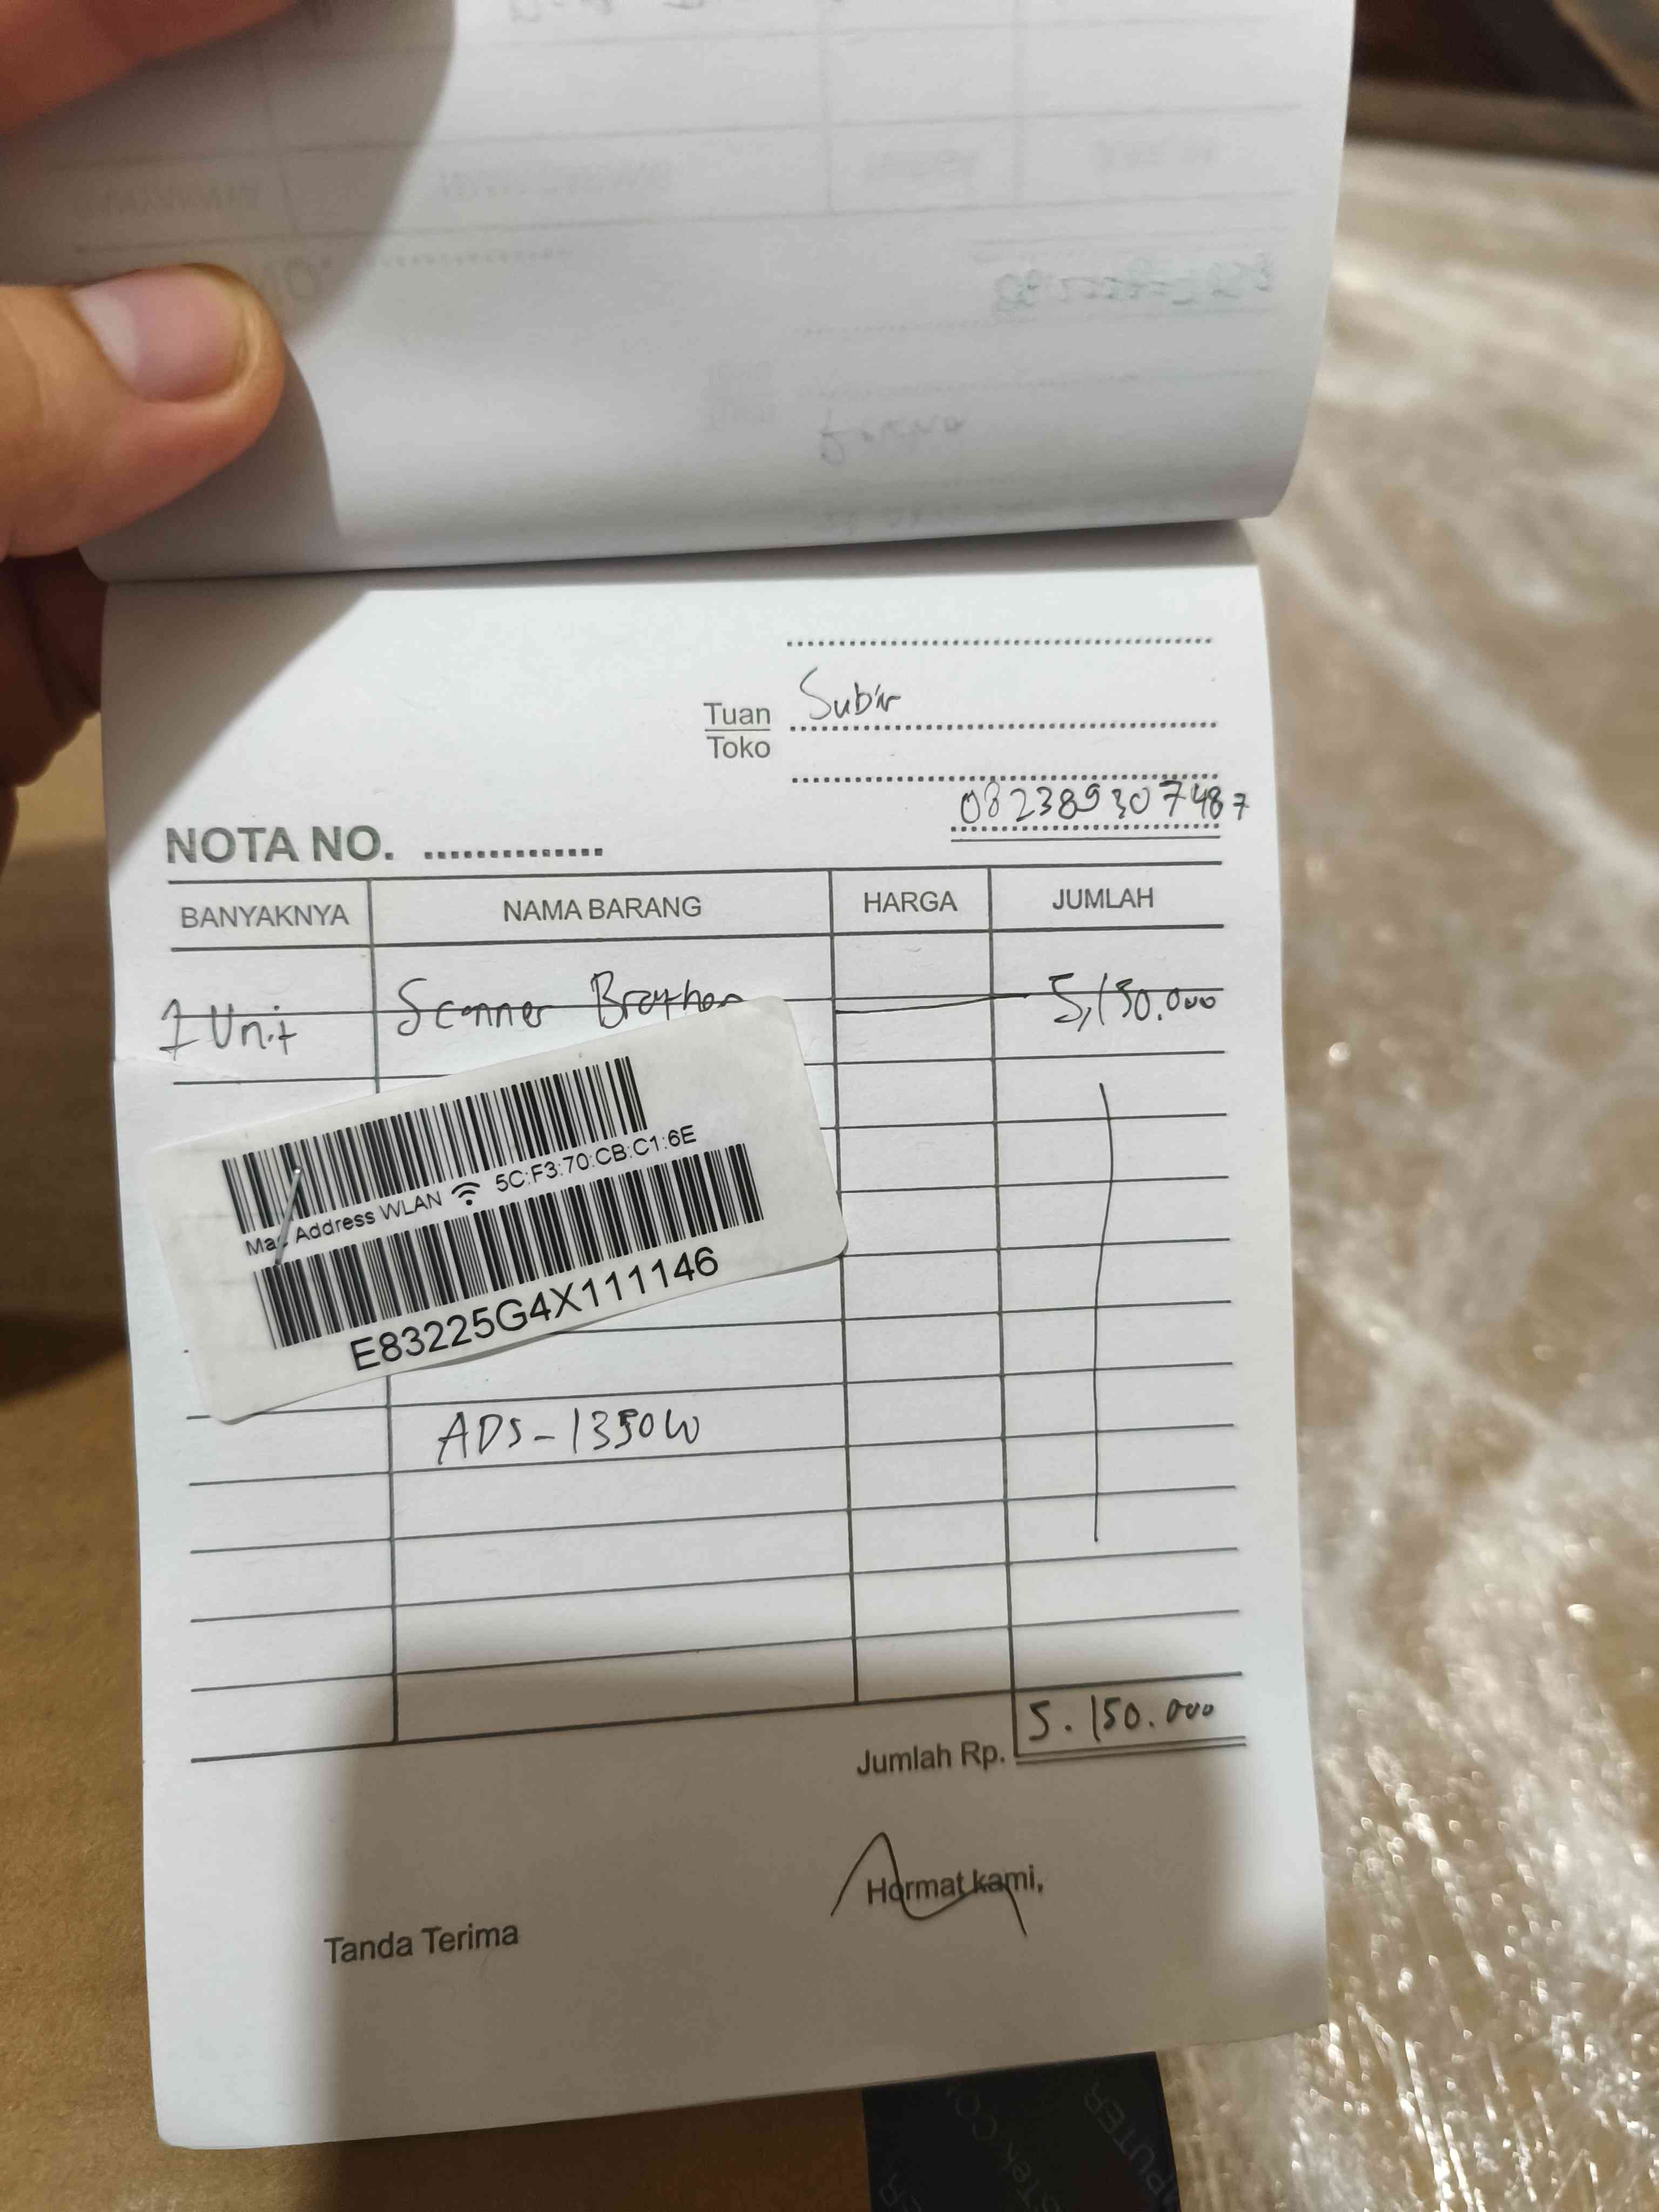 Tuan
Toko
Subir
082389307487
NOTA NO. ..............
BANYAKNYA NAMA BARANG HARGA JUMLAH
1 Unit Scanner Brother 5,150.000
Mac Address WLAN 5C:F3:70:CB:C1:6E
E83225G4X111146
ADS-1350W
Jumlah Rp. 5.150.000
Tanda Terima
Hormat kami,